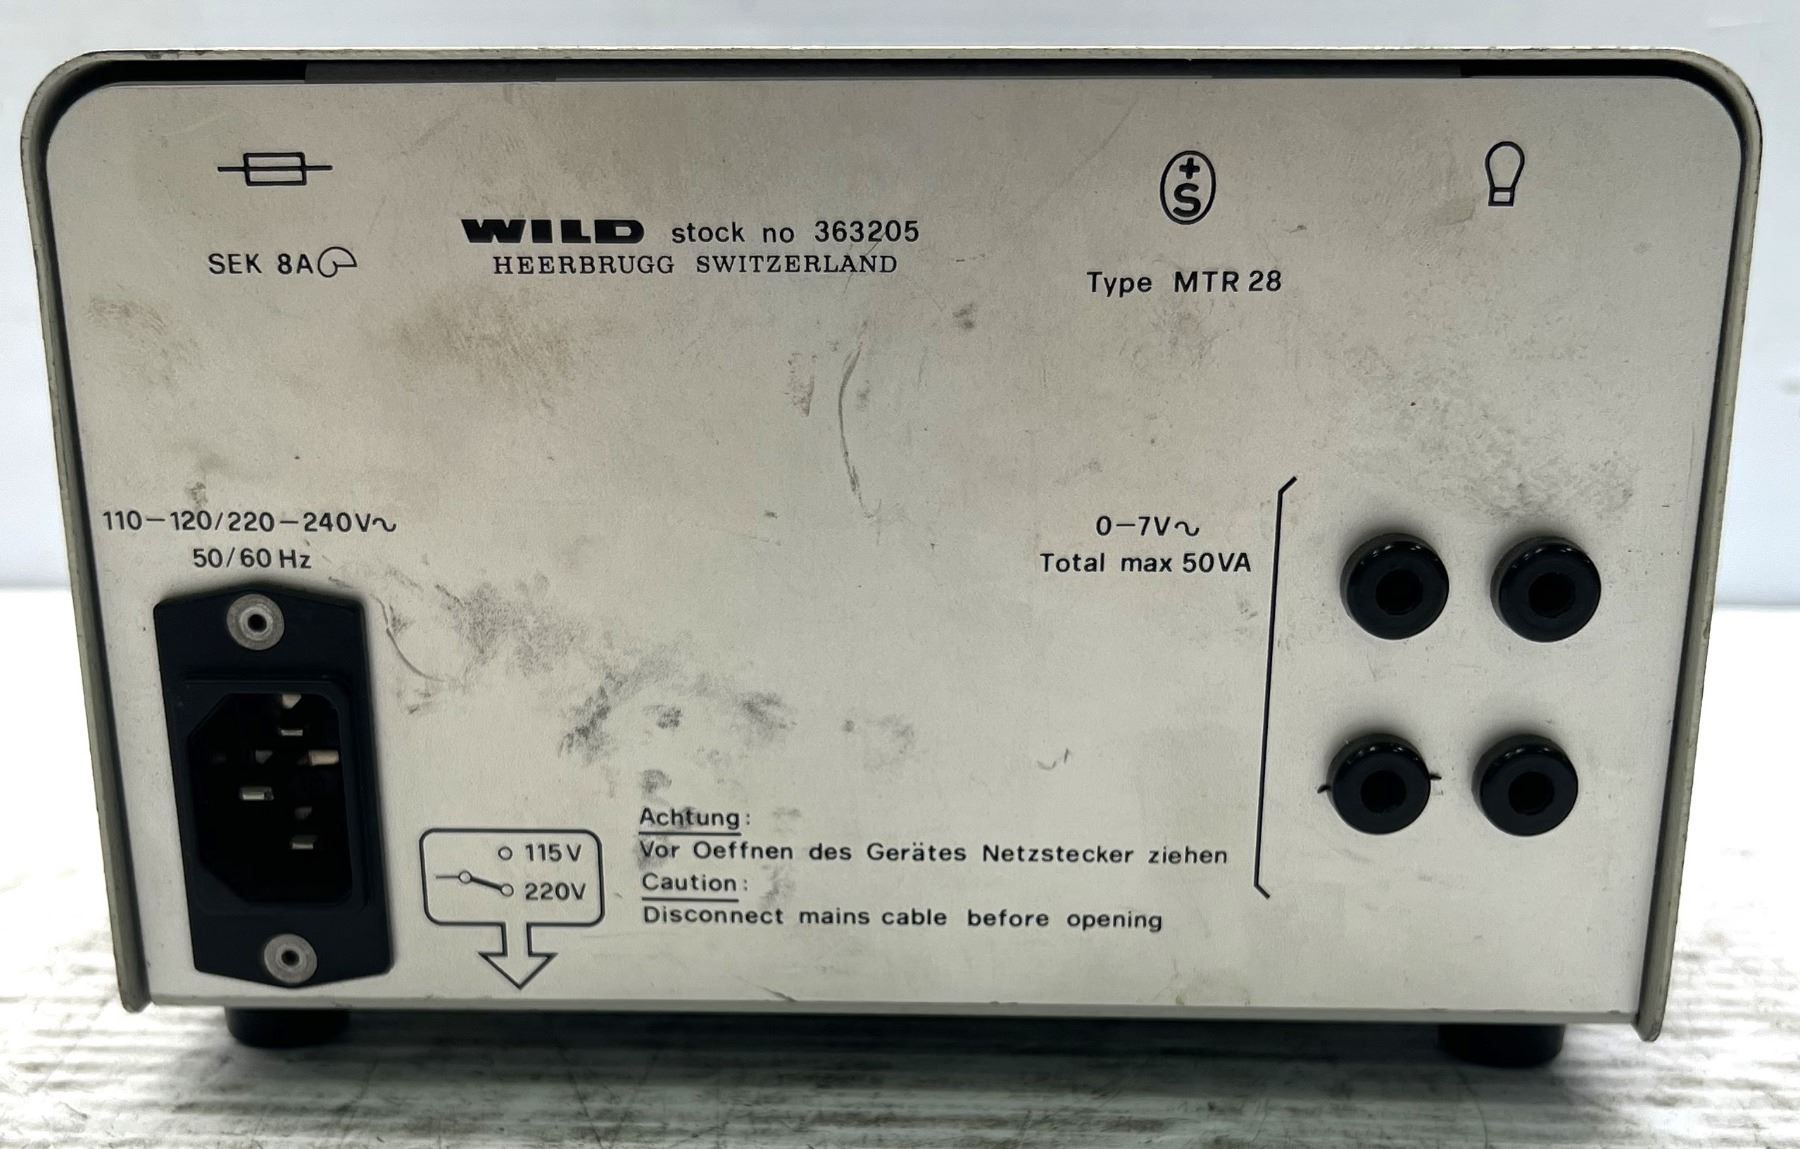 WILD stock no 363205
HEERBRUGG SWITZERLAND
SEK 8A
+
S
Type MTR 28
110-120/220-240V~
50/60 Hz
0-7V~
Total max 50VA
115V
220V
Achtung:
Vor Oeffnen des Gerätes Netzstecker ziehen
Caution:
Disconnect mains cable before opening